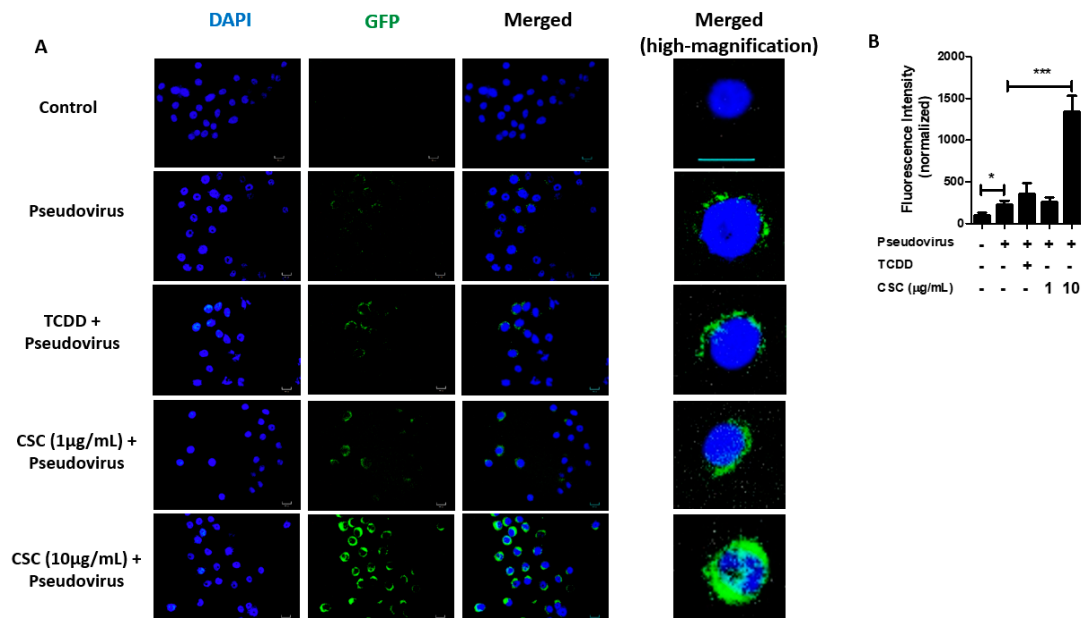 DAPI
GFP
Merged
Merged
(high-magnification)
A
Control
Pseudovirus
TCDD +
Pseudovirus
CSC (1µg/mL) +
Pseudovirus
CSC (10µg/mL) +
Pseudovirus
B
Fluorescence Intensity
(normalized)
2000
1500
1000
500
0
*
***
Pseudovirus - + + + +
TCDD - - + - -
CSC (µg/mL) - - - 1 10